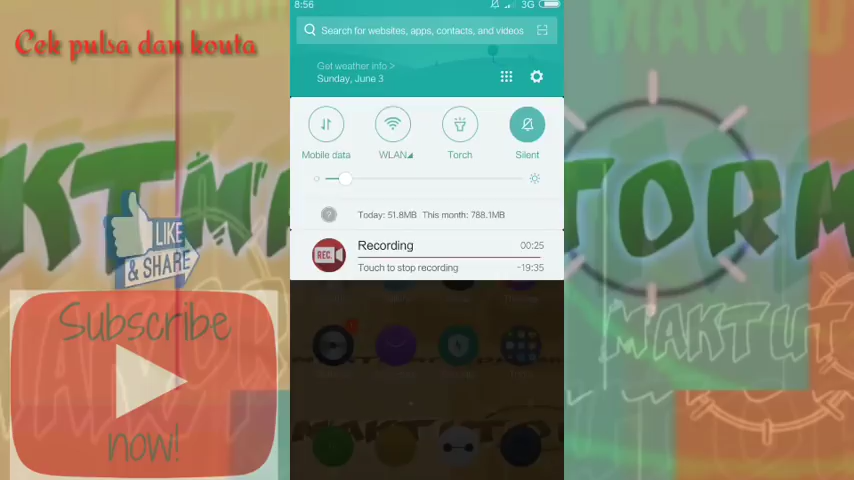 Cek pulsa dan kouta
8:56
3G
Search for websites, apps, contacts, and videos
Get weather info >
Sunday, June 3
Mobile data
WLAN
Torch
Silent
Today: 51.8MB This month: 788.1MB
REC.
Recording
00:25
Touch to stop recording
-19:35
LIKE
& SHARE
Subscribe
now!
MAKTUT